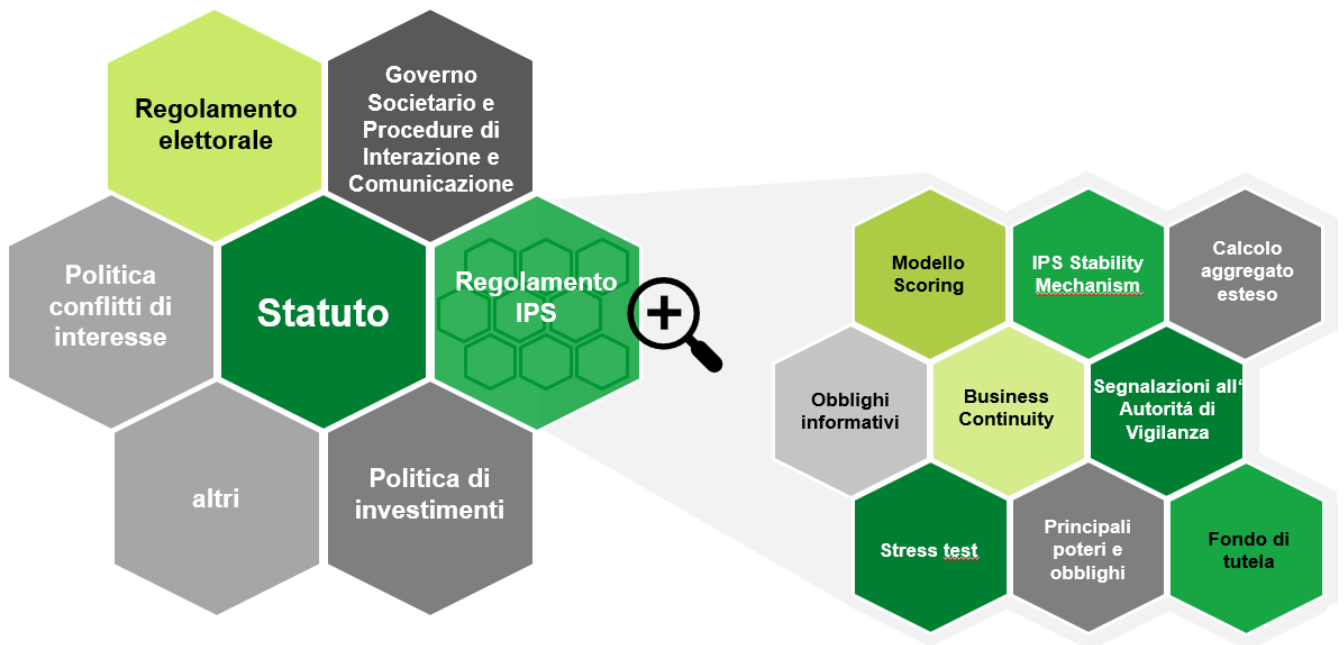 Regolamento
elettorale
Governo
Societario e
Procedure di
Interazione e
Comunicazione
Politica
conflitti di
interesse
Statuto
Regolamento
IPS
altri
Politica di
investimenti
Modello
Scoring
IPS Stability
Mechanism
Calcolo
aggregato
esteso
Obblighi
informativi
Business
Continuity
Segnalazioni all‘
Autoritá di
Vigilanza
Stress test
Principali
poteri e
obblighi
Fondo di
tutela